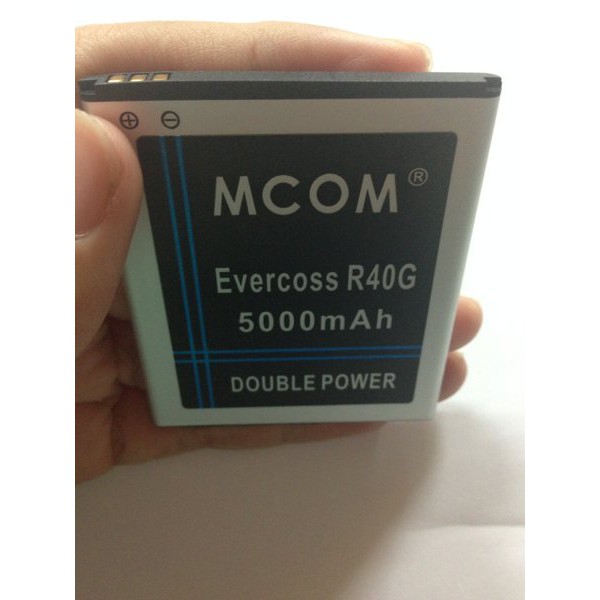 ⊕ ⊖
MCOM®
Evercoss R40G
5000mAh
DOUBLE POWER